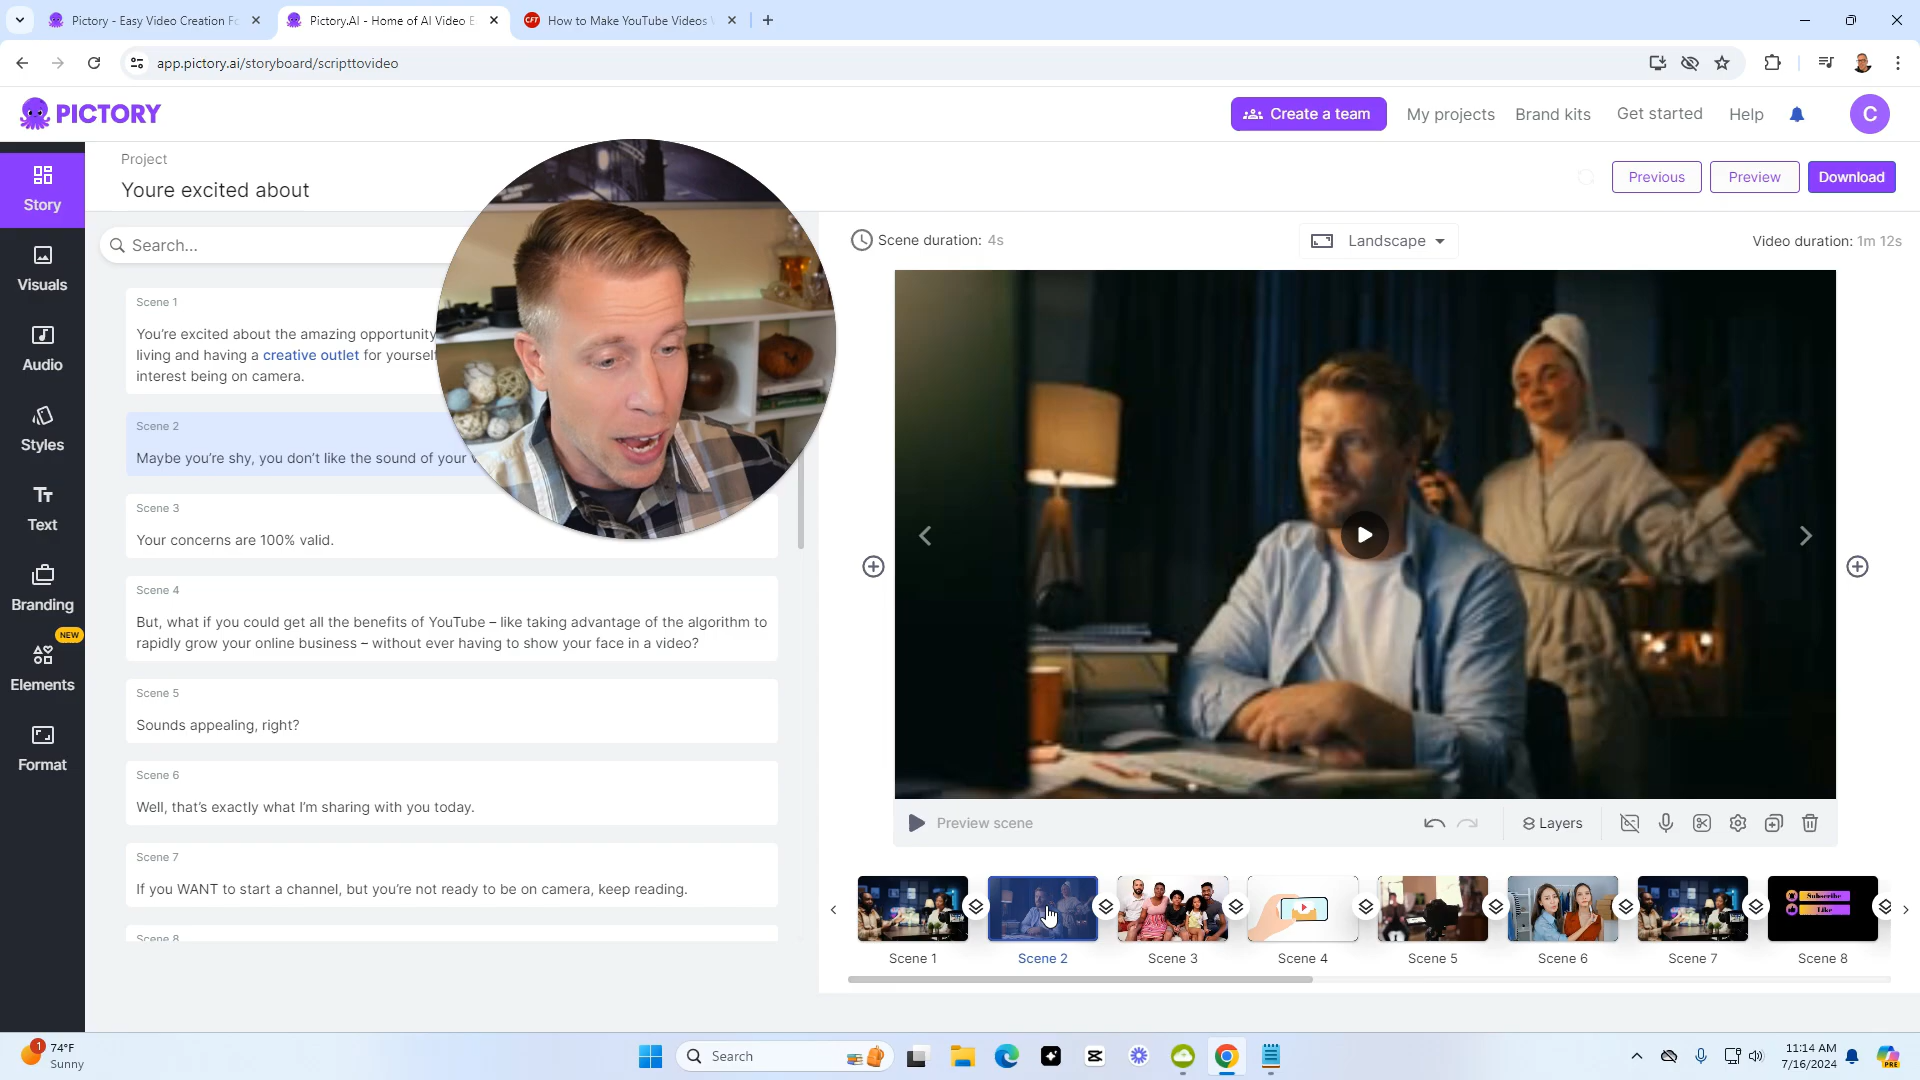 Pictory - Easy Video Creation Fo
Pictory.AI - Home of AI Video E
CFT
How to Make YouTube Videos
app.pictory.ai/storyboard/scripttovideo
PICTORY
Create a team
My projects
Brand kits
Get started
Help
C
Story
Visuals
Audio
Styles
Text
Branding
NEW
Elements
Format
Project
Youre excited about
Previous
Preview
Download
Search...
Scene 1
You're excited about the amazing opportunity
living and having a creative outlet for yourself
interest being on camera.
Scene 2
Maybe you're shy, you don't like the sound of your
Scene 3
Your concerns are 100% valid.
Scene 4
But, what if you could get all the benefits of YouTube – like taking advantage of the algorithm to
rapidly grow your online business – without ever having to show your face in a video?
Scene 5
Sounds appealing, right?
Scene 6
Well, that's exactly what I'm sharing with you today.
Scene 7
If you WANT to start a channel, but you're not ready to be on camera, keep reading.
Scene 8
Scene duration: 4s
Landscape
Video duration: 1m 12s
Preview scene
Layers
Subscribe
Like
Scene 1
Scene 2
Scene 3
Scene 4
Scene 5
Scene 6
Scene 7
Scene 8
1
74°F
Sunny
Search
11:14 AM
7/16/2024
PRE